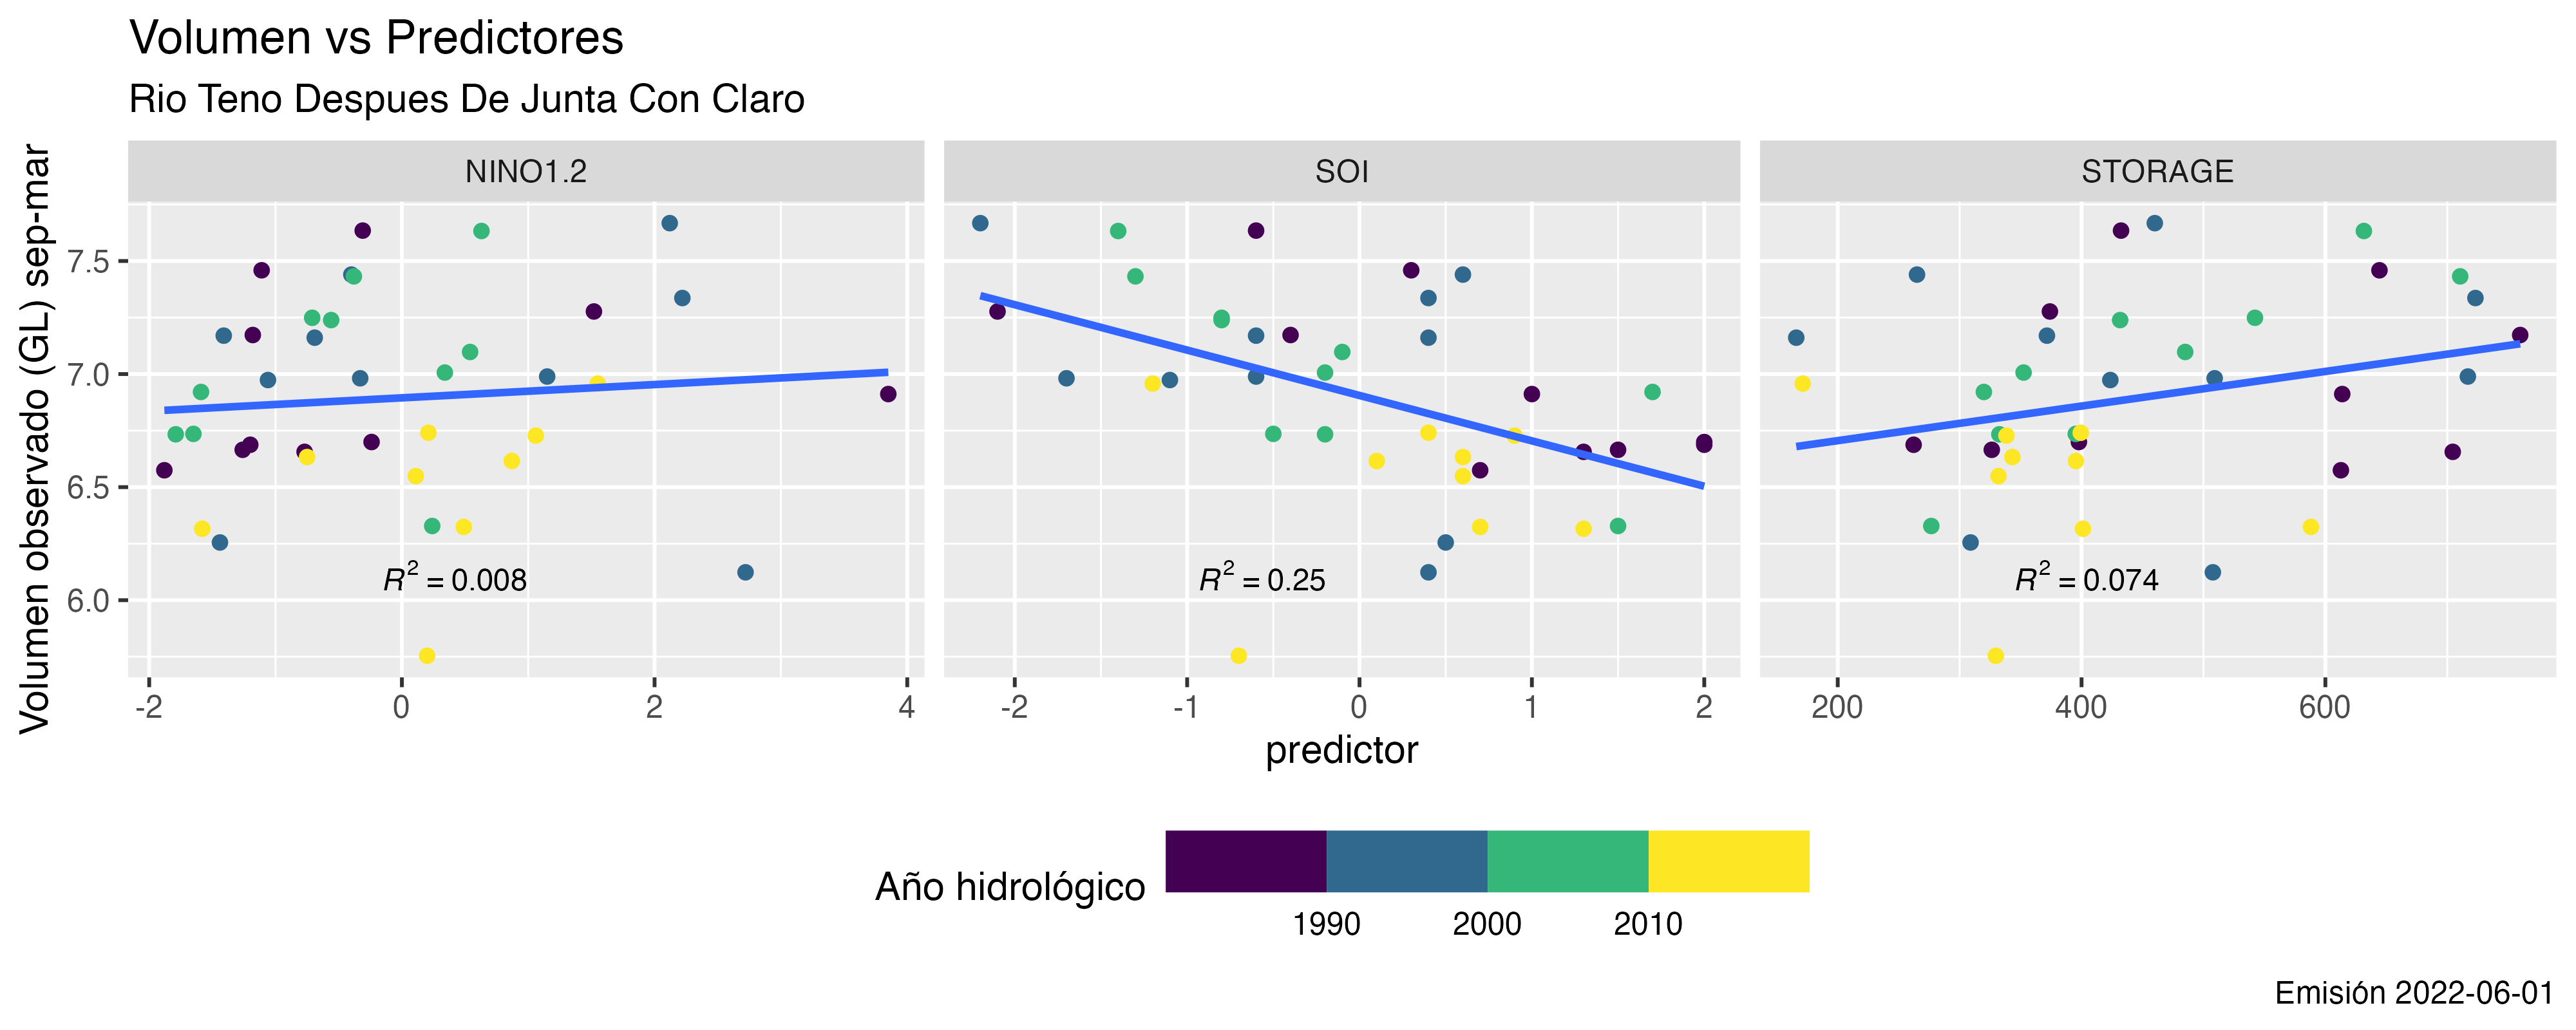 Volumen vs Predictores
Rio Teno Despues De Junta Con Claro
NINO1.2 SOI STORAGE
Volumen observado (GL) sep-mar
7.5
7.0
6.5
6.0
R² = 0.008 R² = 0.25 R² = 0.074
-2 0 2 4 -2 -1 0 1 2 200 400 600
predictor
Año hidrológico
1990 2000 2010
Emisión 2022-06-01